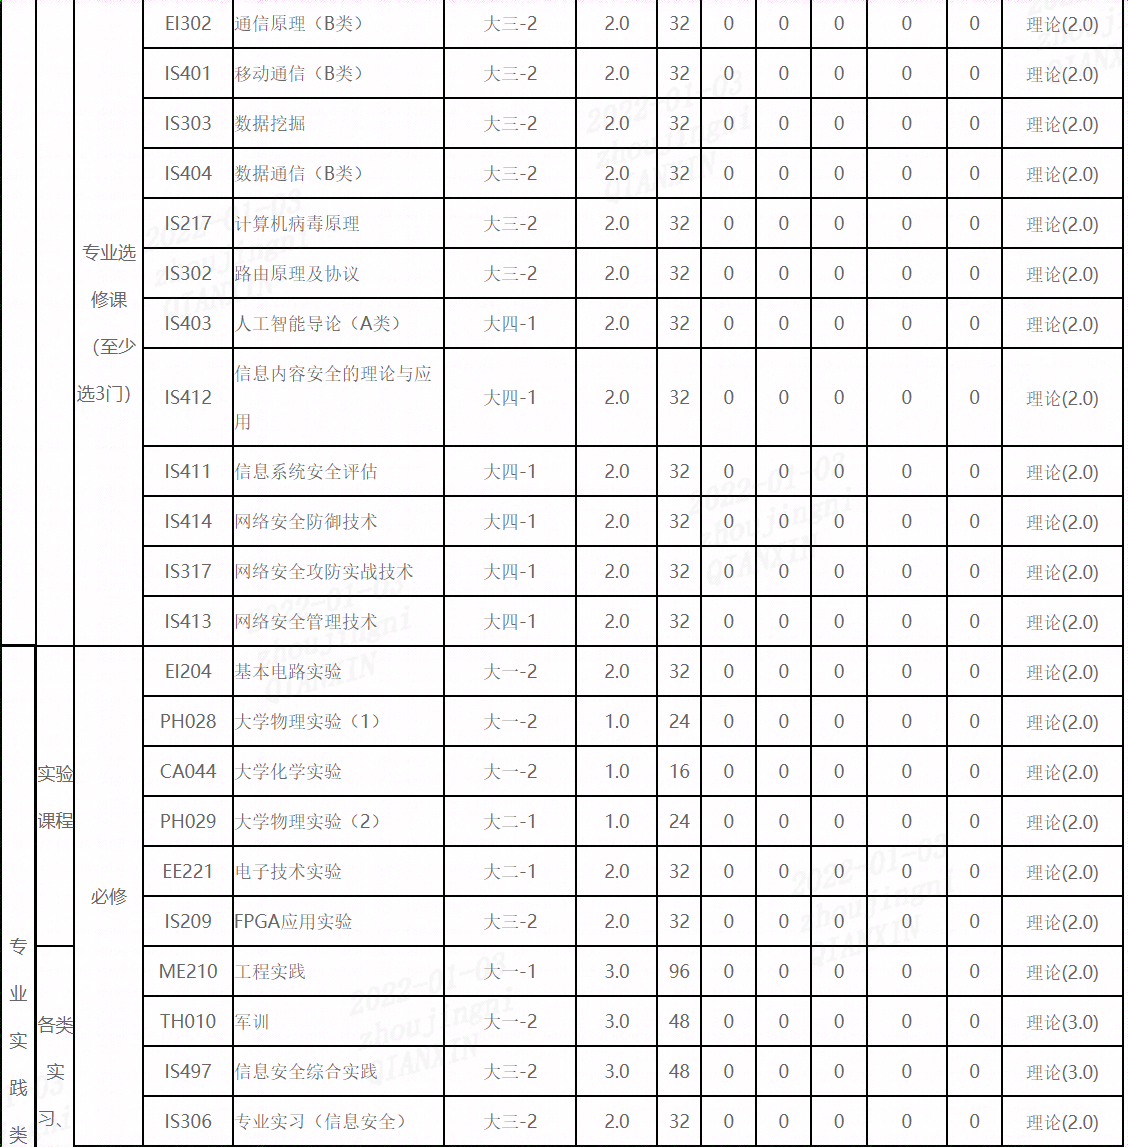 EI302 通信原理（B类） 大三-2 2.0 32 0 0 0 0 0 理论(2.0)
IS401 移动通信（B类） 大三-2 2.0 32 0 0 0 0 0 理论(2.0)
IS303 数据挖掘 大三-2 2.0 32 0 0 0 0 0 理论(2.0)
IS404 数据通信（B类） 大三-2 2.0 32 0 0 0 0 0 理论(2.0)
IS217 计算机病毒原理 大三-2 2.0 32 0 0 0 0 0 理论(2.0)
专业选
修课
（至少
选3门）
IS302 路由原理及协议 大三-2 2.0 32 0 0 0 0 0 理论(2.0)
IS403 人工智能导论（A类） 大四-1 2.0 32 0 0 0 0 0 理论(2.0)
信息内容安全的理论与应
IS412 大四-1 2.0 32 0 0 0 0 0 理论(2.0)
用
IS411 信息系统安全评估 大四-1 2.0 32 0 0 0 0 0 理论(2.0)
IS414 网络安全防御技术 大四-1 2.0 32 0 0 0 0 0 理论(2.0)
IS317 网络安全攻防实战技术 大四-1 2.0 32 0 0 0 0 0 理论(2.0)
IS413 网络安全管理技术 大四-1 2.0 32 0 0 0 0 0 理论(2.0)
专
业
实
践
类
实验
课程
必修
EI204 基本电路实验 大一-2 2.0 32 0 0 0 0 0 理论(2.0)
PH028 大学物理实验（1） 大一-2 1.0 24 0 0 0 0 0 理论(2.0)
CA044 大学化学实验 大一-2 1.0 16 0 0 0 0 0 理论(2.0)
PH029 大学物理实验（2） 大二-1 1.0 24 0 0 0 0 0 理论(2.0)
EE221 电子技术实验 大二-1 2.0 32 0 0 0 0 0 理论(2.0)
IS209 FPGA应用实验 大三-2 2.0 32 0 0 0 0 0 理论(2.0)
各类
实
习、
ME210 工程实践 大一-1 3.0 96 0 0 0 0 0 理论(2.0)
TH010 军训 大一-2 3.0 48 0 0 0 0 0 理论(3.0)
IS497 信息安全综合实践 大三-2 3.0 48 0 0 0 0 0 理论(3.0)
IS306 专业实习（信息安全） 大三-2 2.0 32 0 0 0 0 0 理论(2.0)
2022-01-03
zhoujingni
QIANXIN